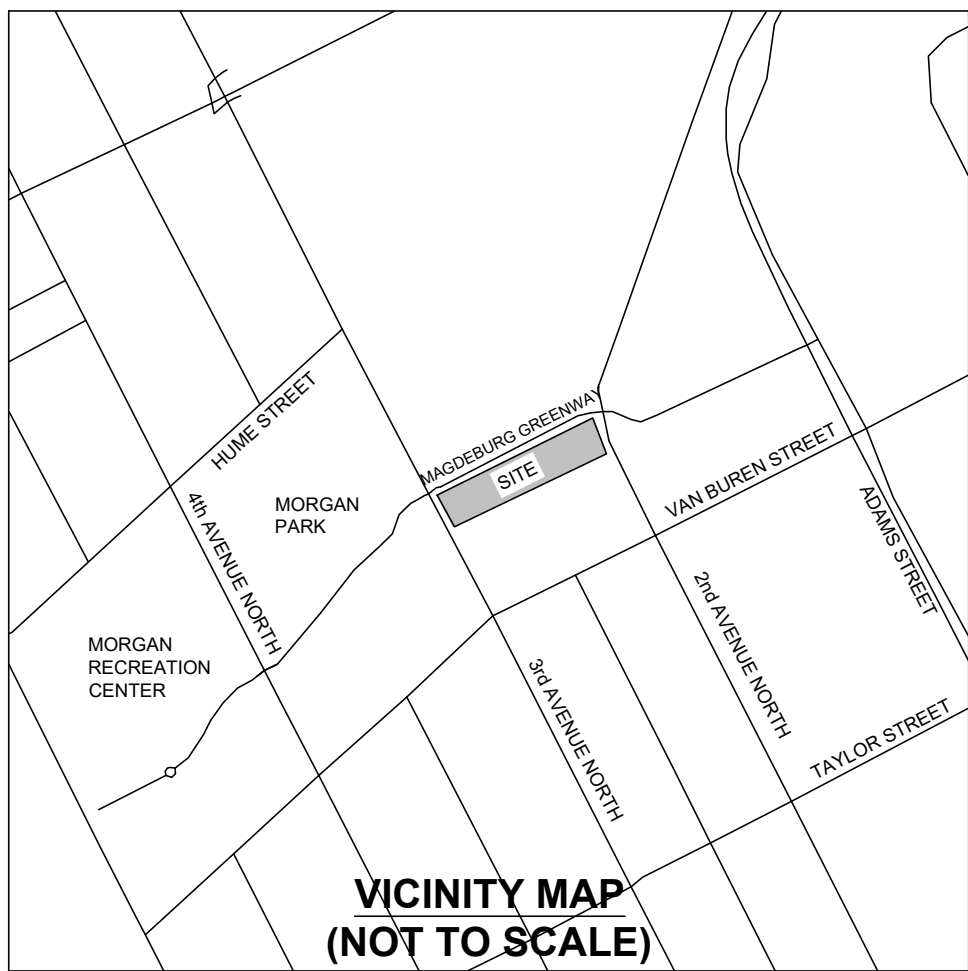 HUME STREET
MAGDEBURG GREENWAY
SITE
VAN BUREN STREET
4th AVENUE NORTH
MORGAN
PARK
ADAMS STREET
2nd AVENUE NORTH
MORGAN
RECREATION
CENTER
3rd AVENUE NORTH
TAYLOR STREET
VICINITY MAP
(NOT TO SCALE)